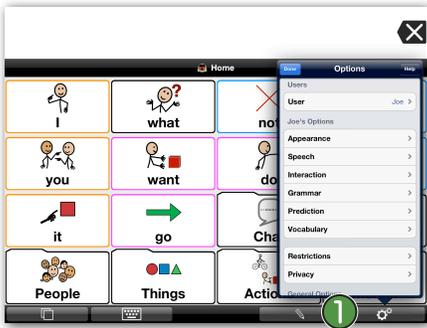 Home
I
what
not
you
want
do
it
go
Cha
People
Things
Actio
Done
Options
Help
Users
User
Joe
Joe's Options
Appearance
Speech
Interaction
Grammar
Prediction
Vocabulary
Restrictions
Privacy
General Options
1